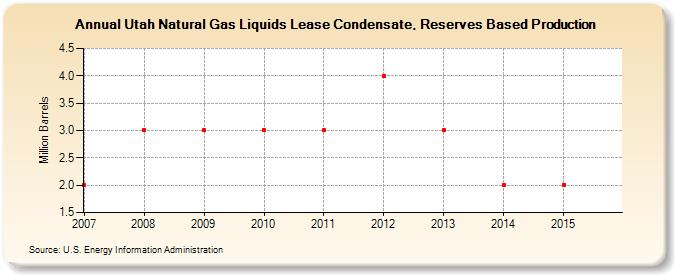 Annual Utah Natural Gas Liquids Lease Condensate, Reserves Based Production
Million Barrels
4.5
4.0
3.5
3.0
2.5
2.0
1.5
2007 2008 2009 2010 2011 2012 2013 2014 2015
Source: U.S. Energy Information Administration